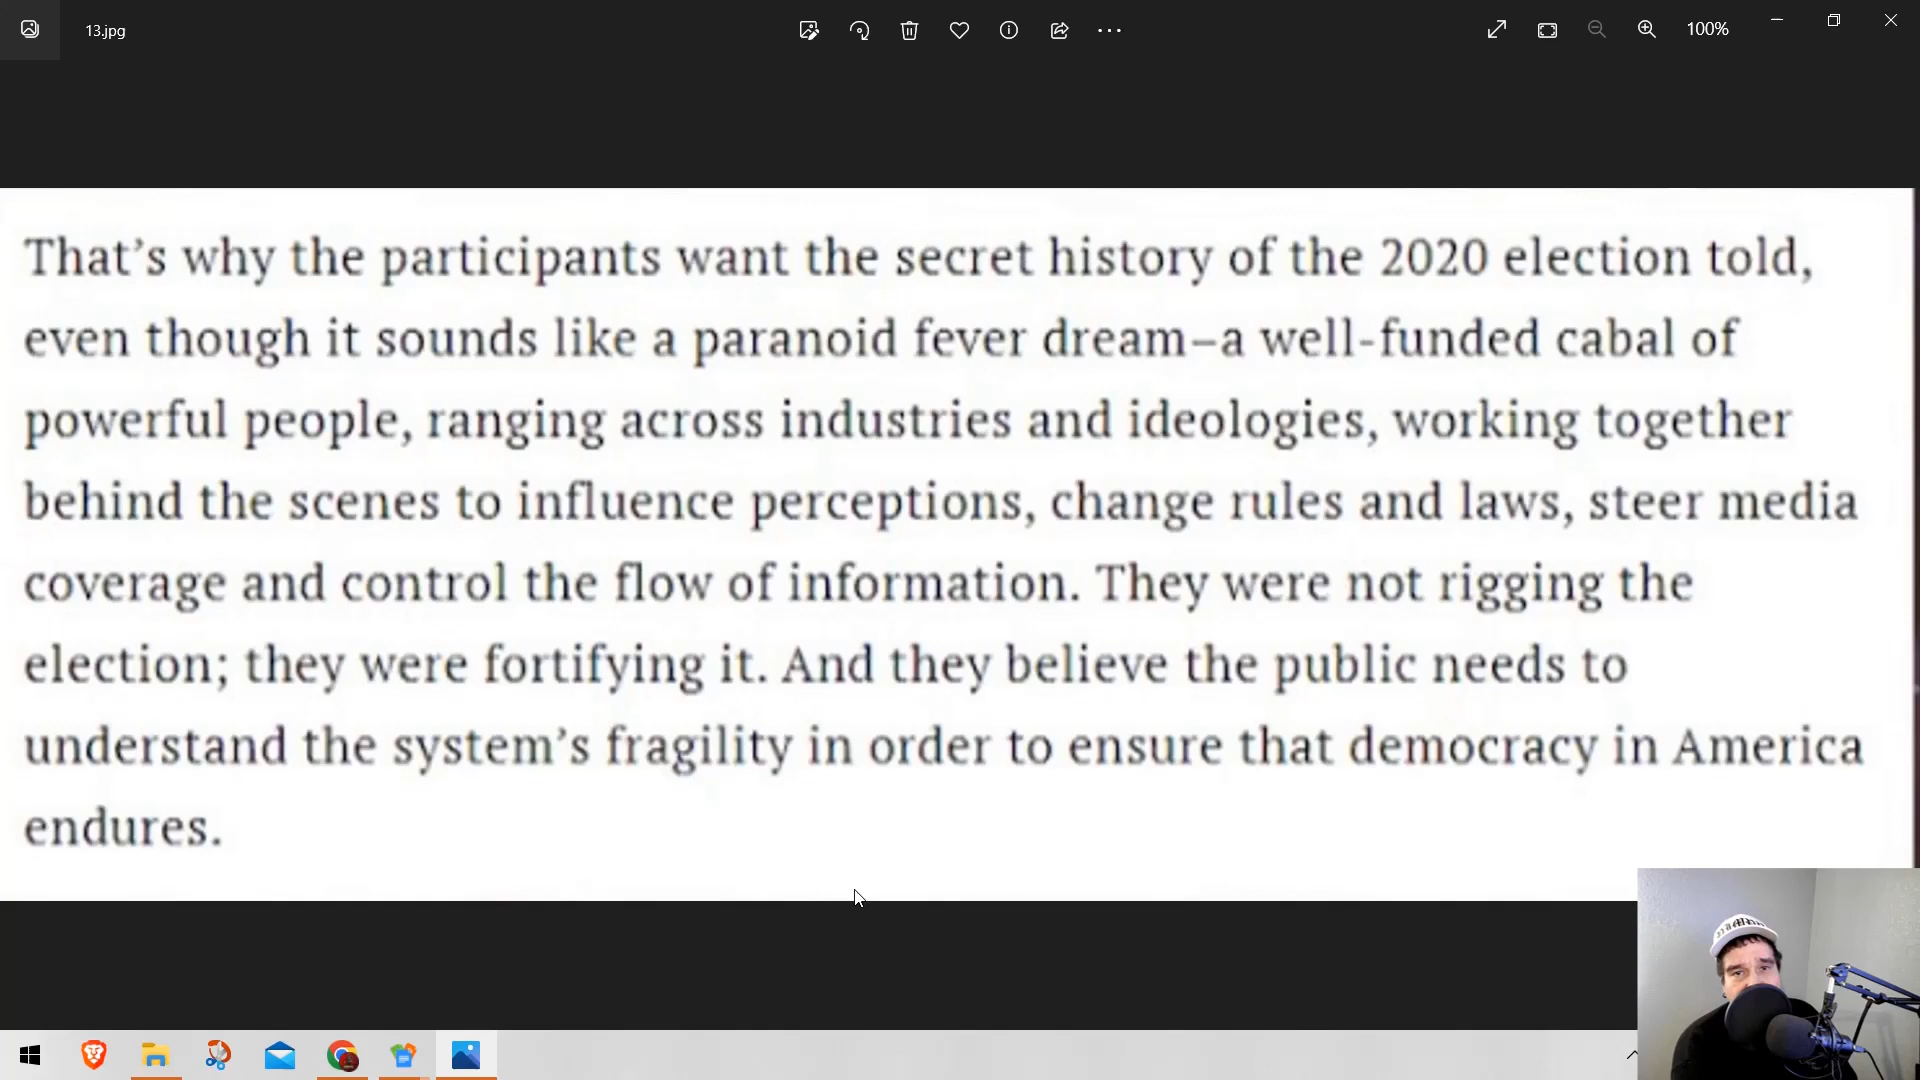 13.jpg
100%
That’s why the participants want the secret history of the 2020 election told,
even though it sounds like a paranoid fever dream–a well-funded cabal of
powerful people, ranging across industries and ideologies, working together
behind the scenes to influence perceptions, change rules and laws, steer media
coverage and control the flow of information. They were not rigging the
election; they were fortifying it. And they believe the public needs to
understand the system’s fragility in order to ensure that democracy in America
endures.